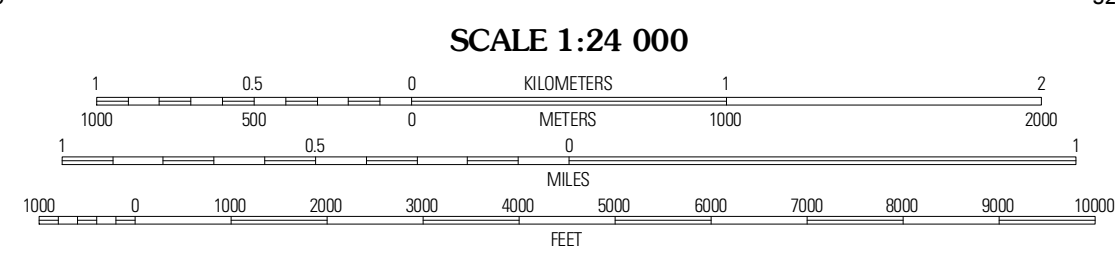 SCALE 1:24 000
1 0.5 0 KILOMETERS 1 2
1000 500 0 METERS 1000 2000
1 0.5 0 1
MILES
1000 0 1000 2000 3000 4000 5000 6000 7000 8000 9000 10000
FEET